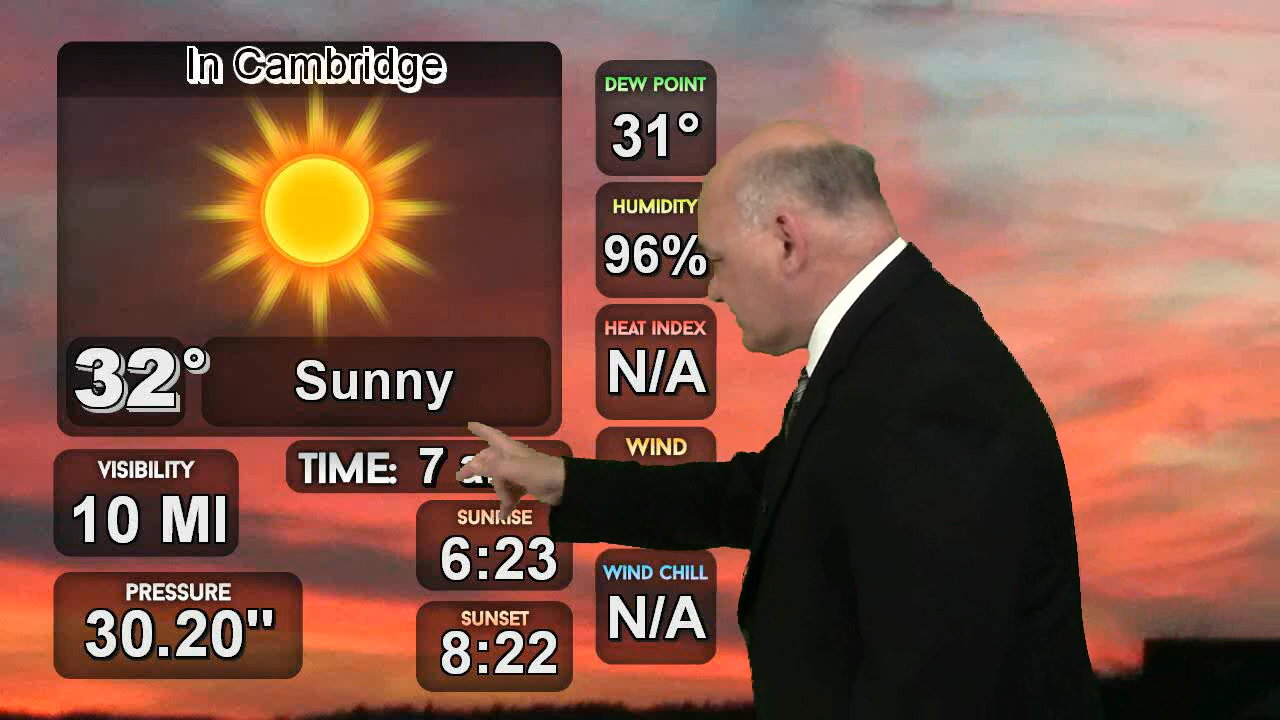 In Cambridge
32°
Sunny
VISIBILITY
10 MI
PRESSURE
30.20"
TIME: 7
SUNRISE
6:23
SUNSET
8:22
DEW POINT
31°
HUMIDITY
96%
HEAT INDEX
N/A
WIND
WIND CHILL
N/A